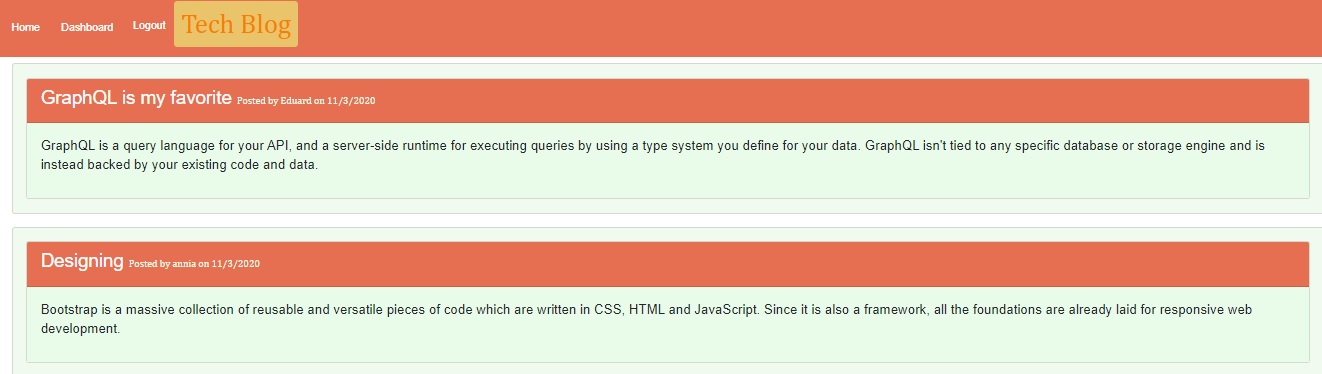 Home Dashboard Logout Tech Blog
GraphQL is my favorite Posted by Eduard on 11/3/2020
GraphQL is a query language for your API, and a server-side runtime for executing queries by using a type system you define for your data. GraphQL isn't tied to any specific database or storage engine and is
instead backed by your existing code and data.
Designing Posted by annia on 11/3/2020
Bootstrap is a massive collection of reusable and versatile pieces of code which are written in CSS, HTML and JavaScript. Since it is also a framework, all the foundations are already laid for responsive web
development.